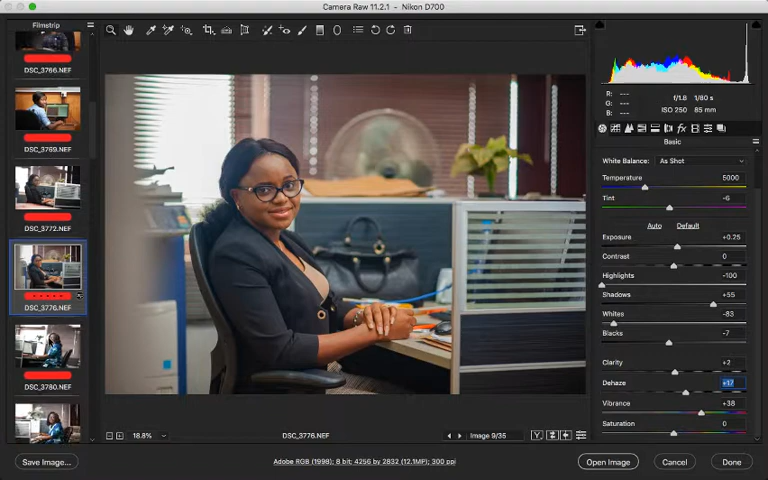 Camera Raw 11.2.1 - Nikon D700
Filmstrip
DSC_3766.NEF
DSC_3769.NEF
DSC_3772.NEF
DSC_3776.NEF
DSC_3780.NEF
R: ---
G: ---
B: ---
f/1.8 1/80 s
ISO 250 85 mm
Basic
White Balance: As Shot
Temperature 5000
Tint -6
Auto Default
Exposure +0.25
Contrast 0
Highlights -100
Shadows +55
Whites -83
Blacks -7
Clarity +2
Dehaze +17
Vibrance +38
Saturation 0
18.8% DSC_3776.NEF Image 9/35 Y
Save Image... Adobe RGB (1998); 8 bit; 4256 by 2832 (12.1MP); 300 ppi Open Image Cancel Done